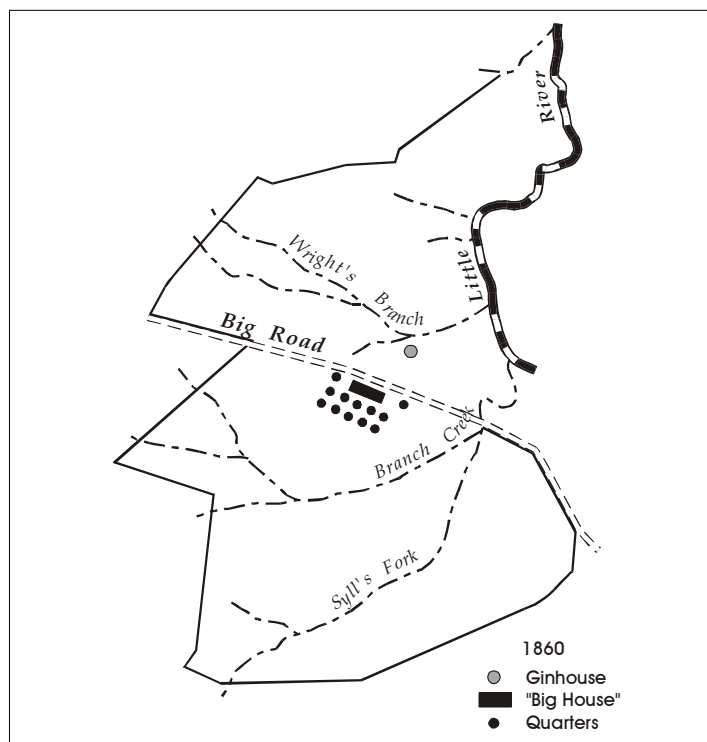 River
Wright's Branch
Little
Big Road
Branch Creek
Syll's Fork
1860
Ginhouse
"Big House"
Quarters